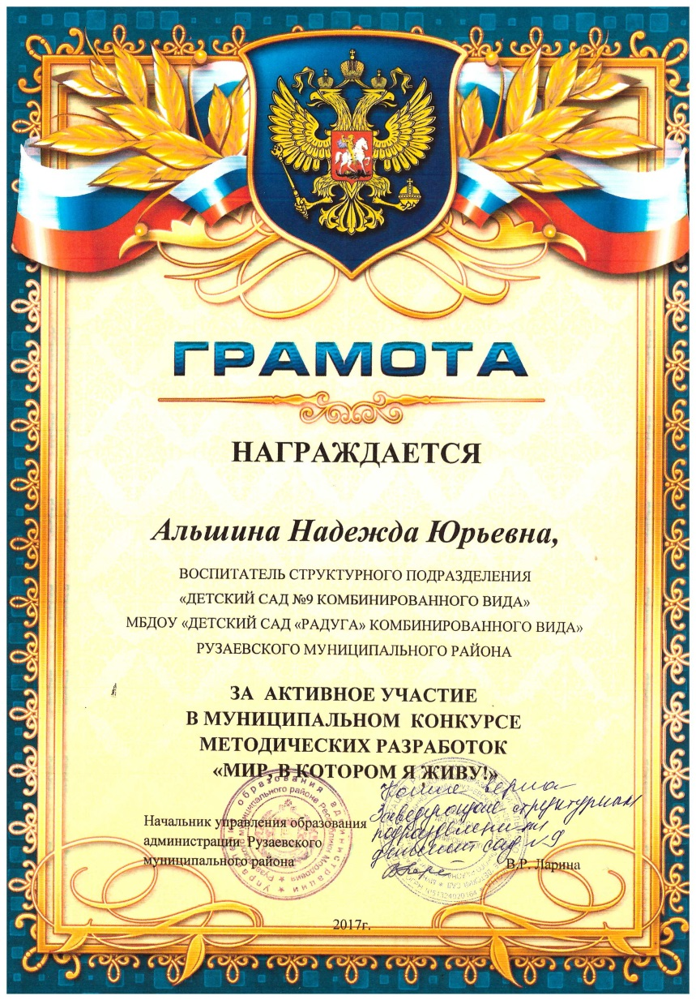 ГРАМОТА
НАГРАЖДАЕТСЯ
Альшина Надежда Юрьевна,
ВОСПИТАТЕЛЬ СТРУКТУРНОГО ПОДРАЗДЕЛЕНИЯ
«ДЕТСКИЙ САД №9 КОМБИНИРОВАННОГО ВИДА»
МБДОУ «ДЕТСКИЙ САД «РАДУГА» КОМБИНИРОВАННОГО ВИДА»
РУЗАЕВСКОГО МУНИЦИПАЛЬНОГО РАЙОНА
ЗА АКТИВНОЕ УЧАСТИЕ
В МУНИЦИПАЛЬНОМ КОНКУРСЕ
МЕТОДИЧЕСКИХ РАЗРАБОТОК
«МИР, В КОТОРОМ Я ЖИВУ!»
Копия верна
Заведующий структурным
подразделением
детский сад №9
Начальник управления образования
администрации Рузаевского
муниципального района
В.Р. Ларина
2017г.